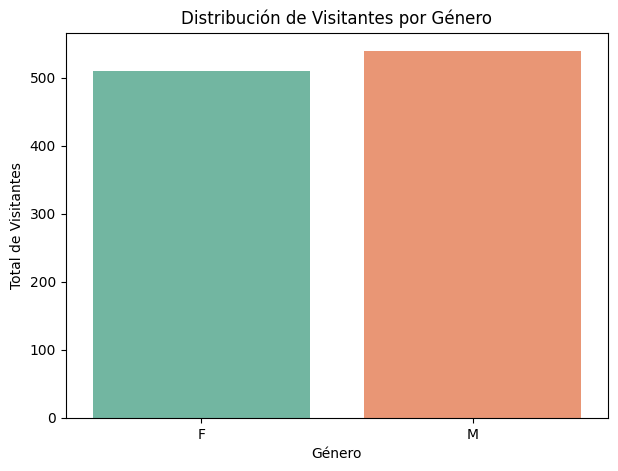 Distribución de Visitantes por Género
Total de Visitantes
500
400
300
200
100
0
F
M
Género